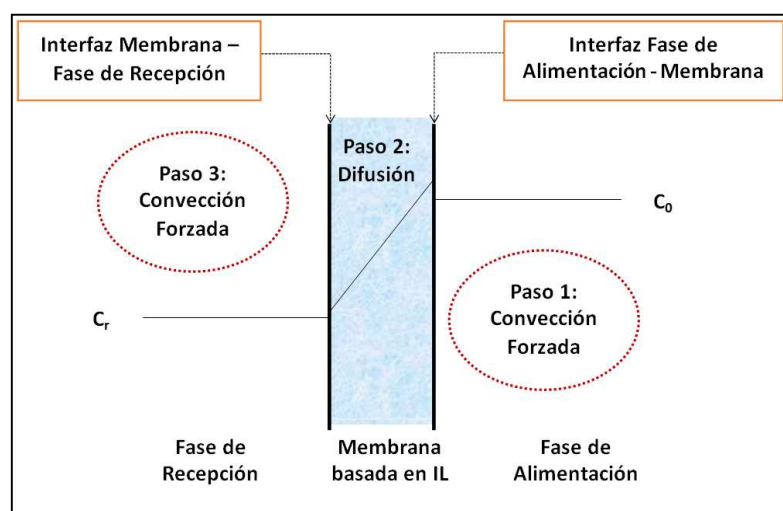 Interfaz Membrana –
Fase de Recepción
Interfaz Fase de
Alimentación - Membrana
Paso 2:
Difusión
Paso 3:
Convección
Forzada
C₀
Paso 1:
Convección
Forzada
Cᵣ
Fase de
Recepción
Membrana
basada en IL
Fase de
Alimentación